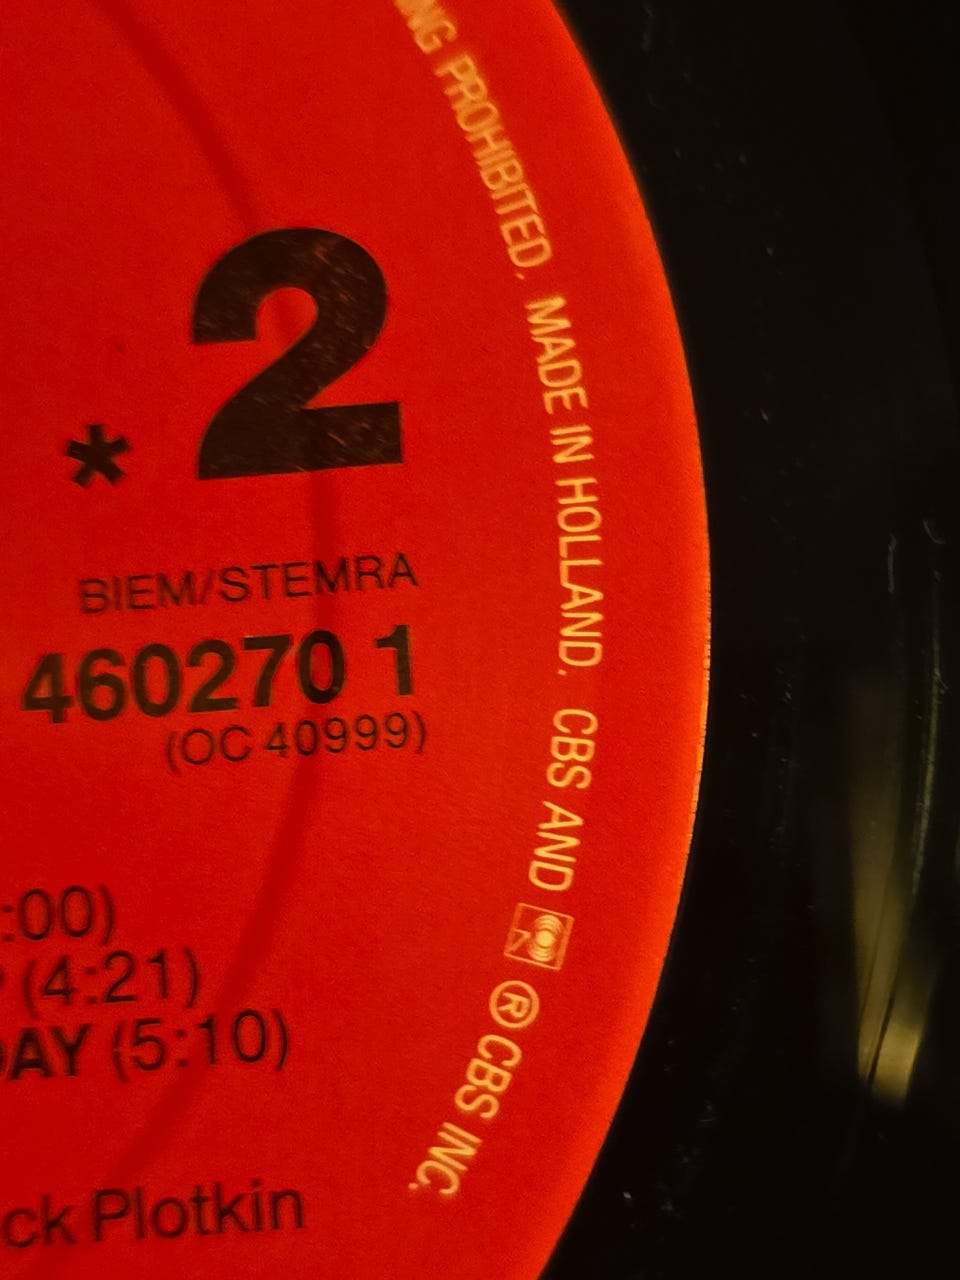 2
*
BIEM/STEMRA
460270 1
(OC 40999)
:00)
(4:21)
DAY (5:10)
ck Plotkin
NG PROHIBITED. MADE IN HOLLAND. CBS AND ® CBS INC.